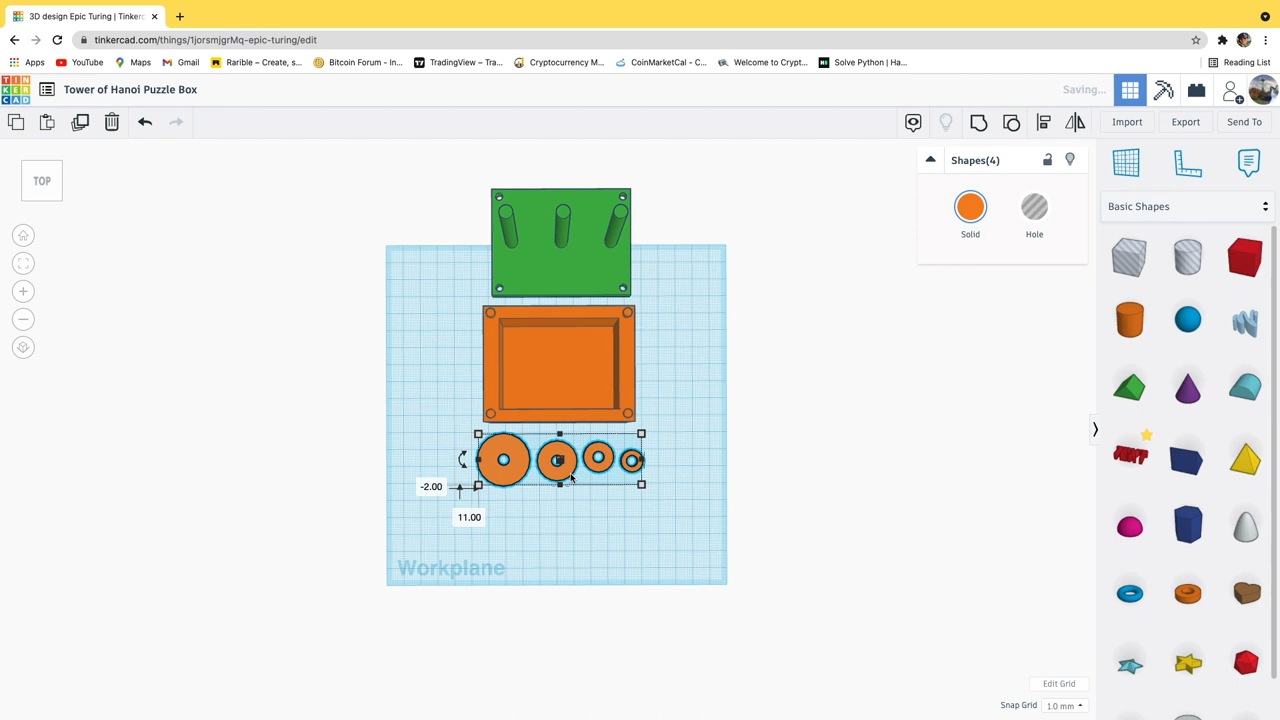 3D design Epic Turing | Tinkerc
tinkercad.com/things/1jorsmjgrMq-epic-turing/edit
Apps
YouTube
Maps
Gmail
Rarible – Create, s...
Bitcoin Forum - In...
TradingView – Tra...
Cryptocurrency M...
CoinMarketCal - C...
Welcome to Crypt...
Solve Python | Ha...
Reading List
TIN
KER
CAD
Tower of Hanoi Puzzle Box
Saving...
Import
Export
Send To
TOP
Shapes(4)
Solid
Hole
Basic Shapes
TEXT
-2.00
11.00
Workplane
Edit Grid
Snap Grid 1.0 mm